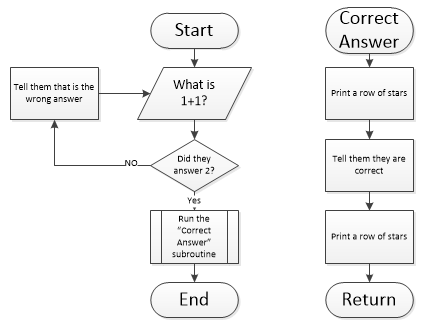 Start
What is
1+1?
Tell them that is the
wrong answer
Did they
answer 2?
NO
Yes
Run the
"Correct
Answer"
subroutine
End
Correct
Answer
Print a row of stars
Tell them they are
correct
Print a row of stars
Return